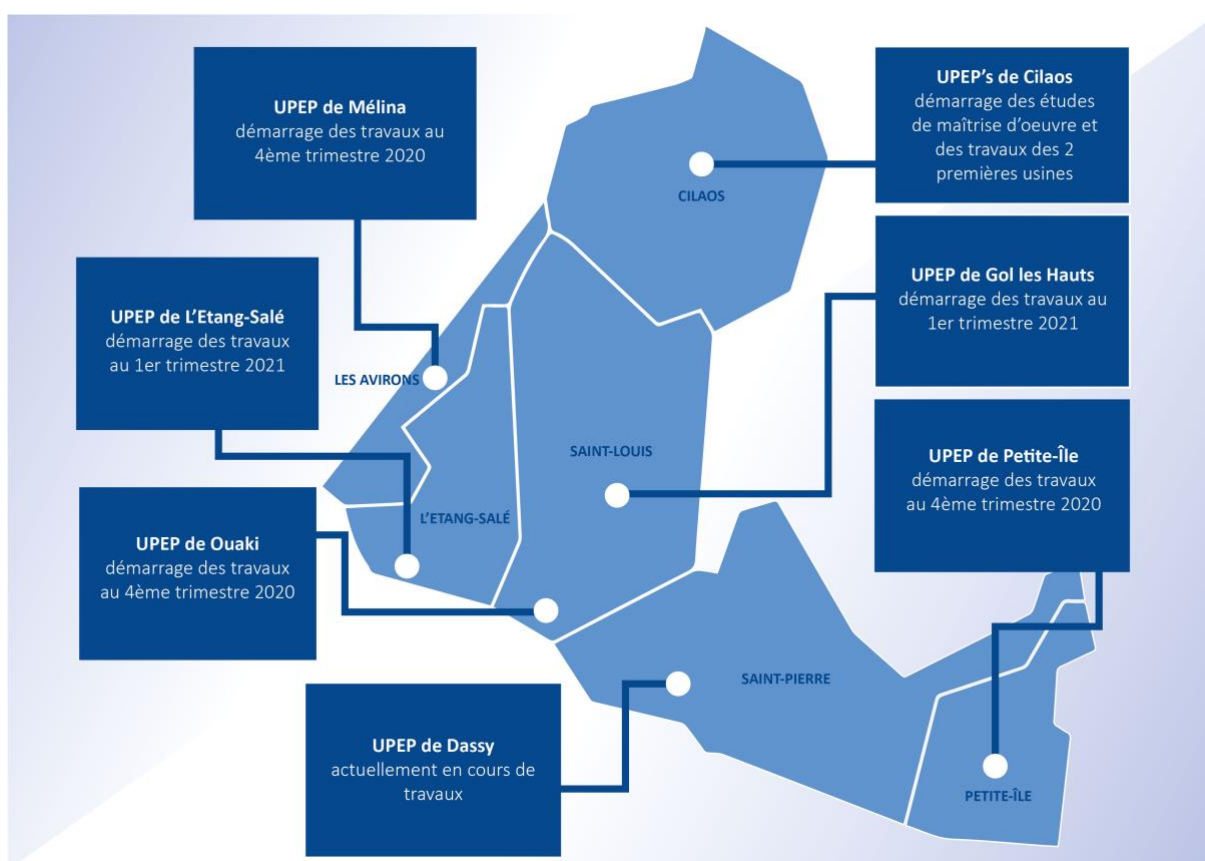 UPEP de Mélina
démarrage des travaux au
4ème trimestre 2020
UPEP's de Cilaos
démarrage des études
de maîtrise d'oeuvre et
des travaux des 2
premières usines
CILAOS
UPEP de Gol les Hauts
démarrage des travaux au
1er trimestre 2021
UPEP de L'Etang-Salé
démarrage des travaux
au 1er trimestre 2021
LES AVIRONS
SAINT-LOUIS
UPEP de Petite-Île
démarrage des travaux
au 4ème trimestre 2020
L'ETANG-SALÉ
UPEP de Ouaki
démarrage des travaux
au 4ème trimestre 2020
SAINT-PIERRE
UPEP de Dassy
actuellement en cours de
travaux
PETITE-ÎLE